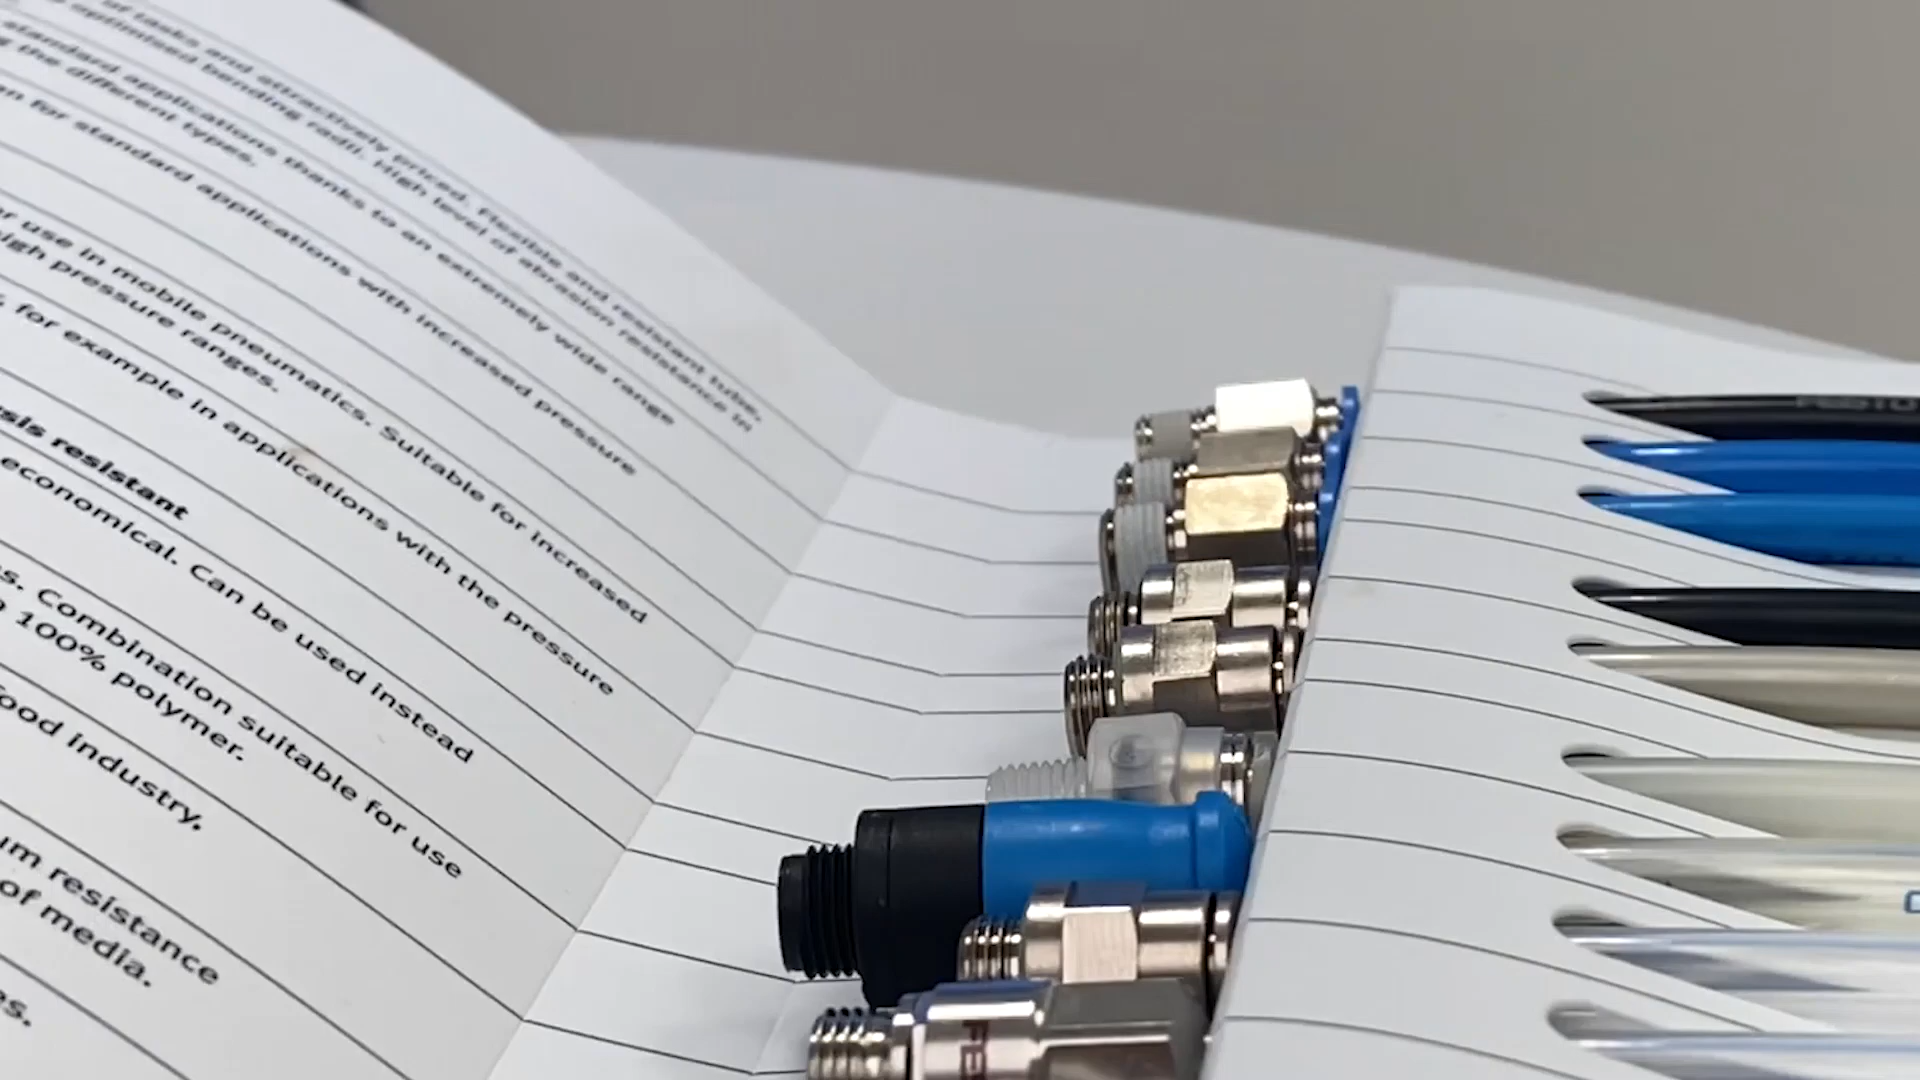 of tasks and attractively priced. Flexible and resistant tube,
optimised bending radii. High level of abrasion resistance in
standard applications thanks to an extremely wide range
the different types.
for standard applications with increased pressure
or use in mobile pneumatics. Suitable for increased
high pressure ranges.
for example in applications with the pressure
resistant
economical. Can be used instead
Combination suitable for use
100% polymer.
food industry.
resistance
of media.
FESTO
FE